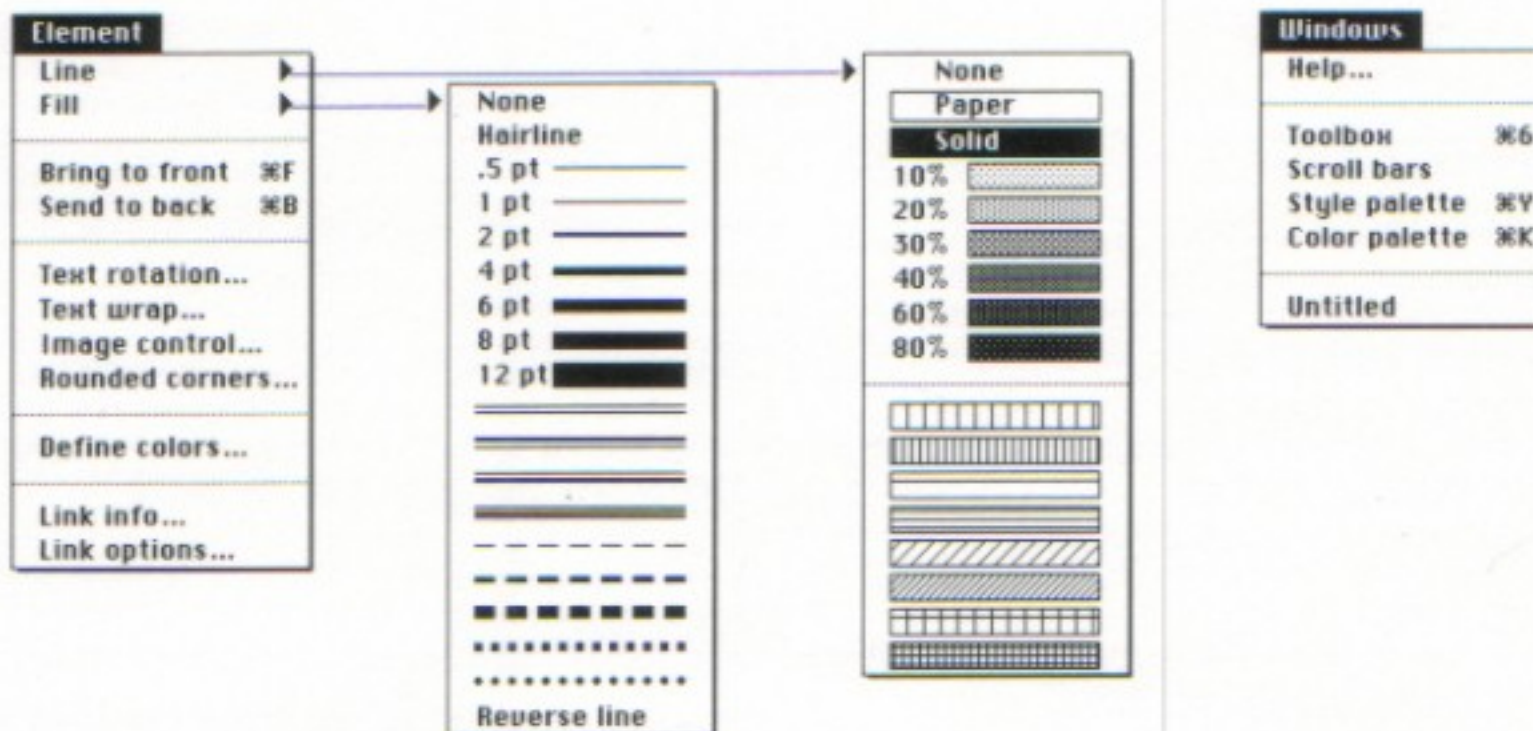 Element
Line
Fill
Bring to front ⌘F
Send to back ⌘B
Text rotation...
Text wrap...
Image control...
Rounded corners...
Define colors...
Link info...
Link options...
None
Hairline
.5 pt
1 pt
2 pt
4 pt
6 pt
8 pt
12 pt
Reverse line
None
Paper
Solid
10%
20%
30%
40%
60%
80%
Windows
Help...
Toolbox ⌘6
Scroll bars
Style palette ⌘Y
Color palette ⌘K
Untitled